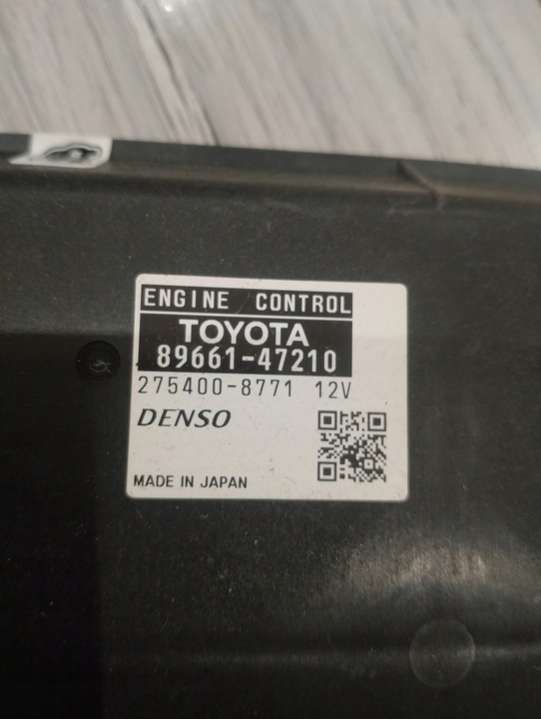 ENGINE CONTROL
TOYOTA
89661-47210
275400-8771 12V
DENSO
MADE IN JAPAN